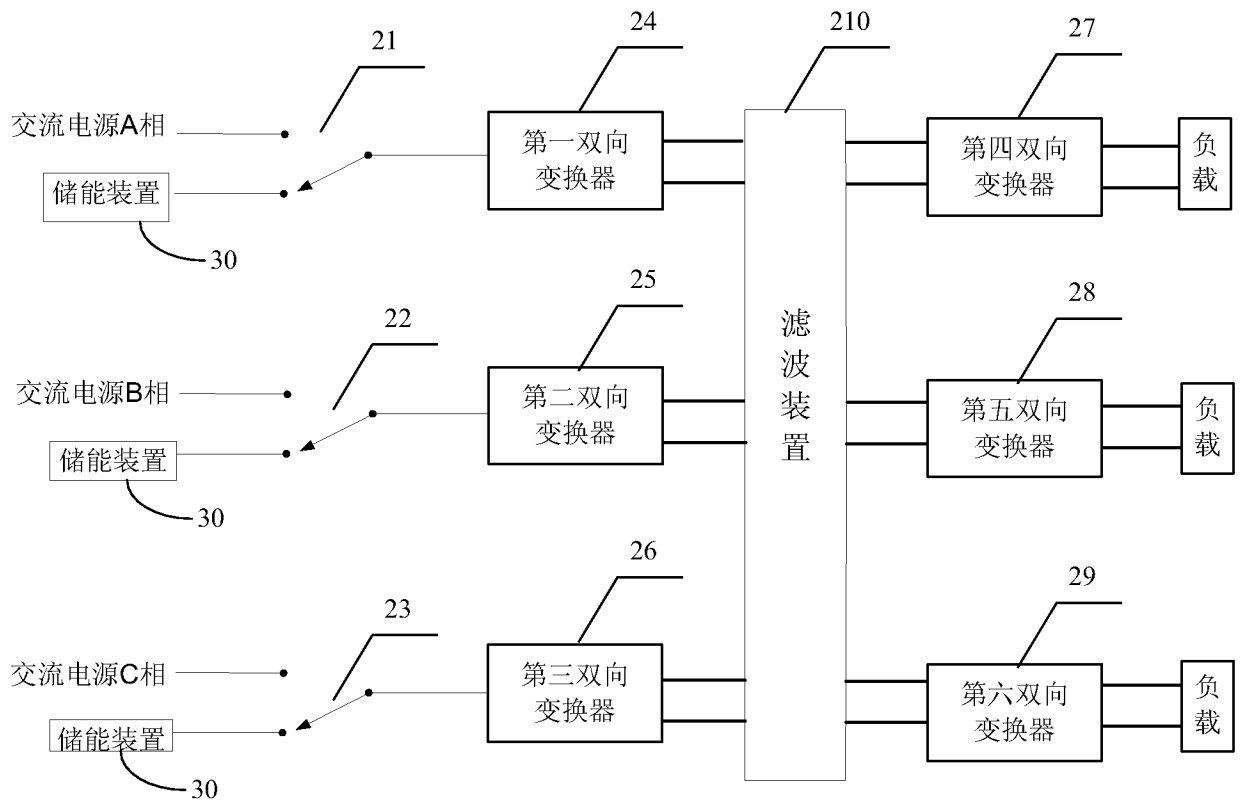 21
24
210
27
交流电源A相
储能装置
30
第一双向
变换器
第四双向
变换器
负
载
22
25
28
交流电源B相
储能装置
30
第二双向
变换器
滤
波
装
置
第五双向
变换器
负
载
23
26
29
交流电源C相
储能装置
30
第三双向
变换器
第六双向
变换器
负
载